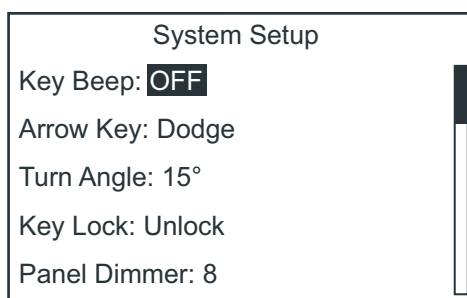 System Setup
Key Beep: OFF
Arrow Key: Dodge
Turn Angle: 15°
Key Lock: Unlock
Panel Dimmer: 8